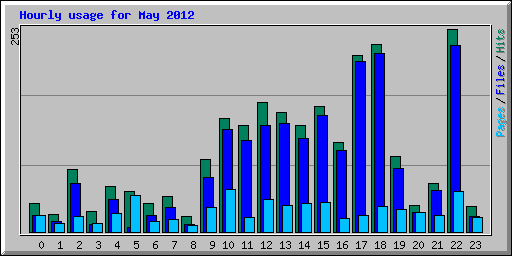 Hourly usage for May 2012
253
Pages / Files / Hits
0 1 2 3 4 5 6 7 8 9 10 11 12 13 14 15 16 17 18 19 20 21 22 23